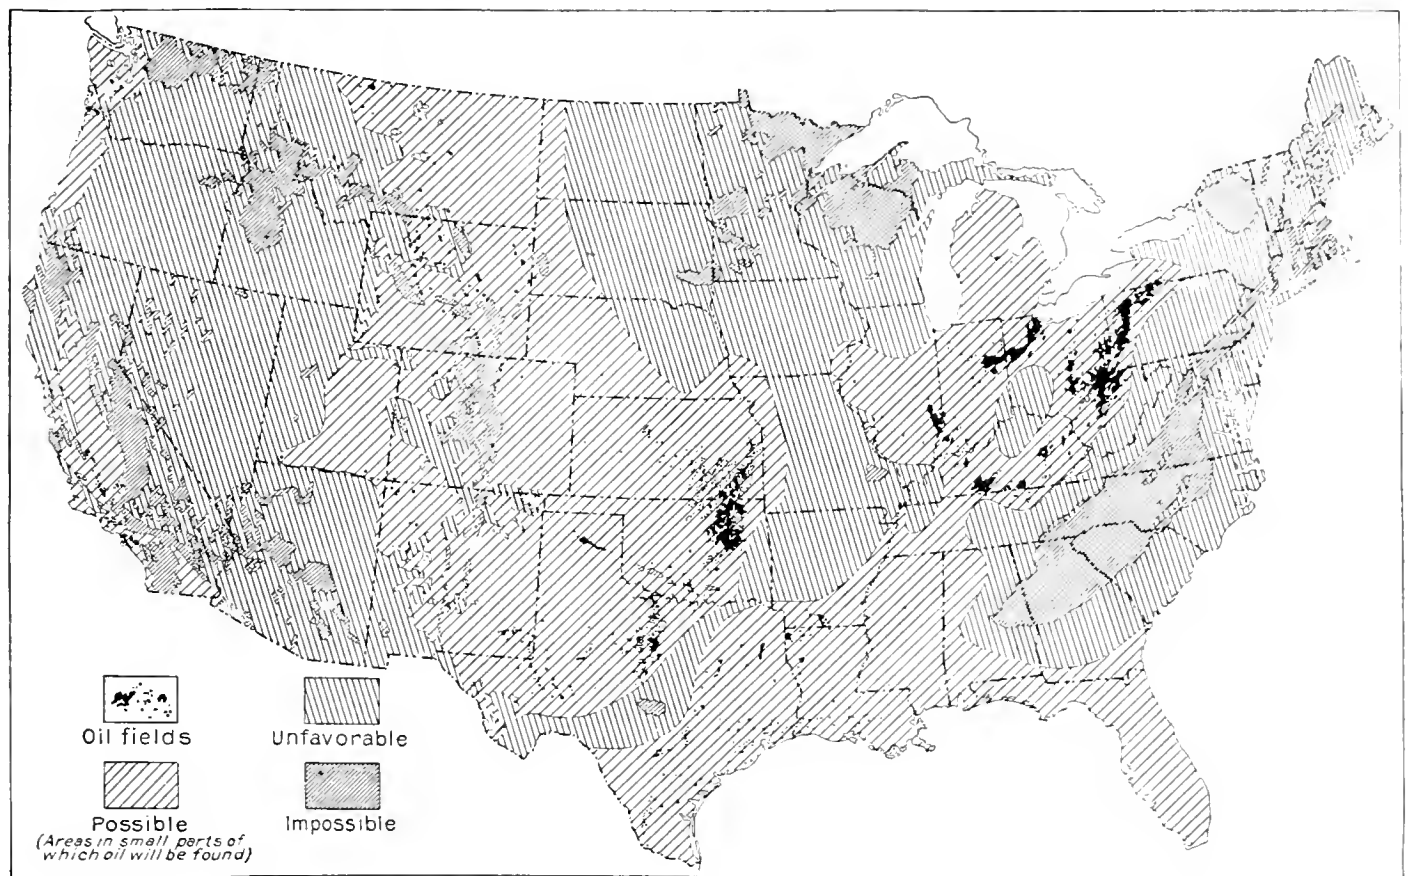 Oil fields
Unfavorable
Possible
(Areas in small parts of
which oil will be found)
Impossible